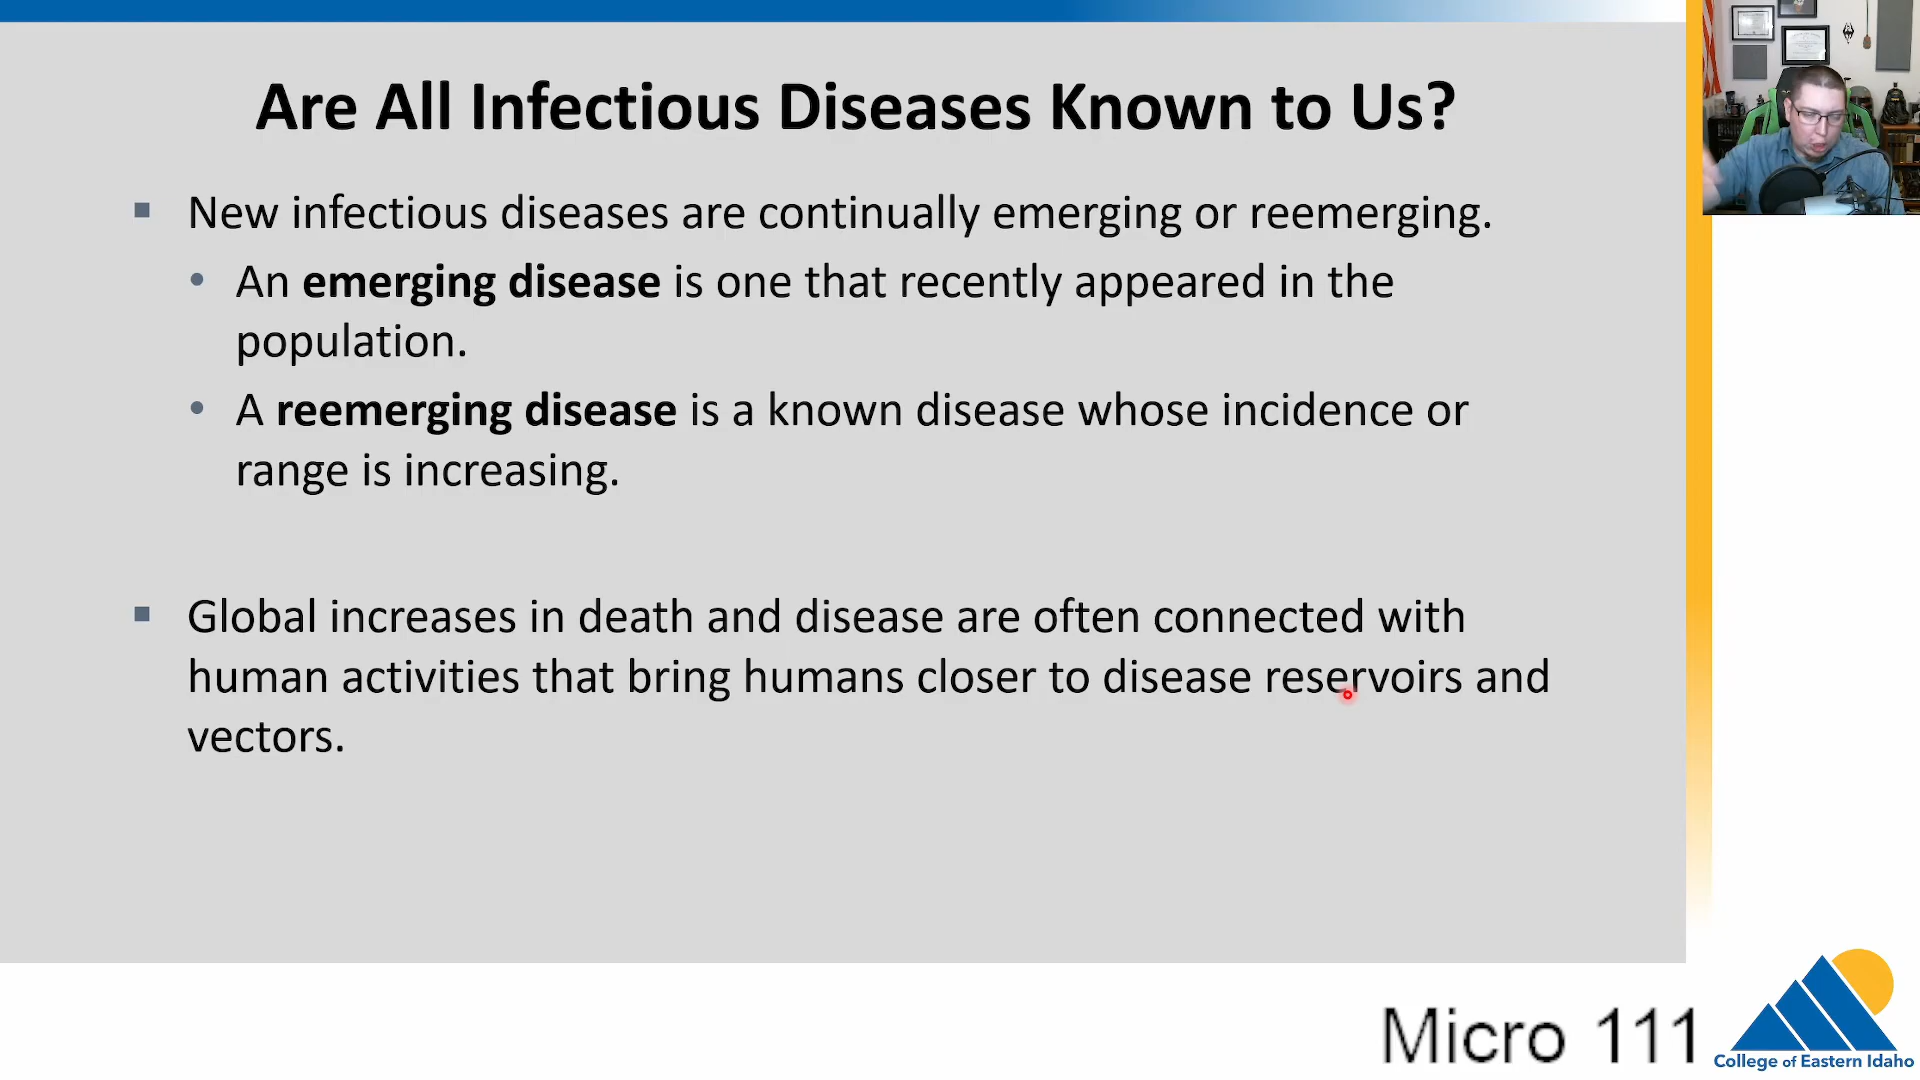 Are All Infectious Diseases Known to Us?
▪ New infectious diseases are continually emerging or reemerging.
• An emerging disease is one that recently appeared in the
population.
• A reemerging disease is a known disease whose incidence or
range is increasing.
▪ Global increases in death and disease are often connected with
human activities that bring humans closer to disease reservoirs and
vectors.
Micro 111
College of Eastern Idaho